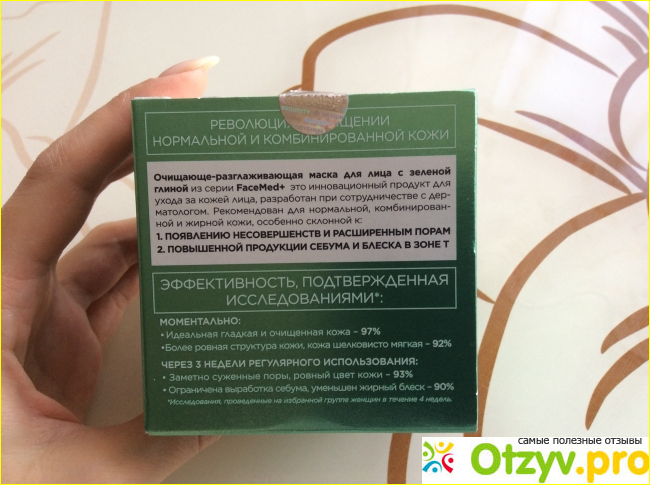 РЕВОЛЮЦИ
НОРМАЛЬНОЙ И КОМБИНИРОВАННОЙ КОЖИ
Очищающе-разглаживающая маска для лица с зеленой
глиной из серии FaceMed+ это инновационный продукт для
ухода за кожей лица, разработан при сотрудничестве с дер-
матологом. Рекомендован для нормальной, комбинирован-
ной и жирной кожи, особенно склонной к:
1. ПОЯВЛЕНИЮ НЕСОВЕРШЕНСТВ И РАСШИРЕННЫМ ПОРАМ
2. ПОВЫШЕННОЙ ПРОДУКЦИИ СЕБУМА И БЛЕСКА В ЗОНЕ Т
ЭФФЕКТИВНОСТЬ, ПОДТВЕРЖДЕННАЯ
ИССЛЕДОВАНИЯМИ*:
МОМЕНТАЛЬНО:
• Идеальная гладкая и очищенная кожа – 97%
•Более ровная структура кожи, кожа шелковисто мягкая – 92%
ЧЕРЕЗ 3 НЕДЕЛИ РЕГУЛЯРНОГО ИСПОЛЬЗОВАНИЯ:
• Заметно суженные поры, ровный цвет кожи – 93%
• Ограничена выработка себума, уменьшен жирный блеск – 90%
*Исследования, проведенные на избранной группе женщин в течение 4 недель.
самые полезные отзывы
Otzyv.pro